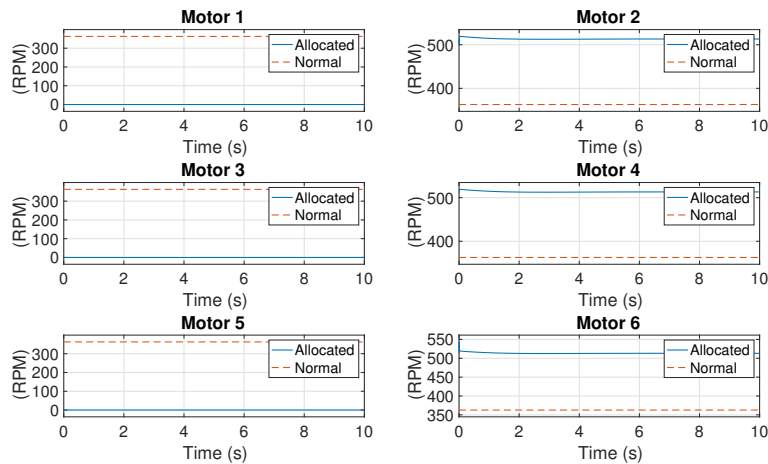 Motor 1
300
200
100
0
(RPM)
Allocated
Normal
0 2 4 6 8 10
Time (s)
Motor 2
500
400
(RPM)
Allocated
Normal
0 2 4 6 8 10
Time (s)
Motor 3
300
200
100
0
(RPM)
Allocated
Normal
0 2 4 6 8 10
Time (s)
Motor 4
500
400
(RPM)
Allocated
Normal
0 2 4 6 8 10
Time (s)
Motor 5
300
200
100
0
(RPM)
Allocated
Normal
0 2 4 6 8 10
Time (s)
Motor 6
550
500
450
400
350
(RPM)
Allocated
Normal
0 2 4 6 8 10
Time (s)